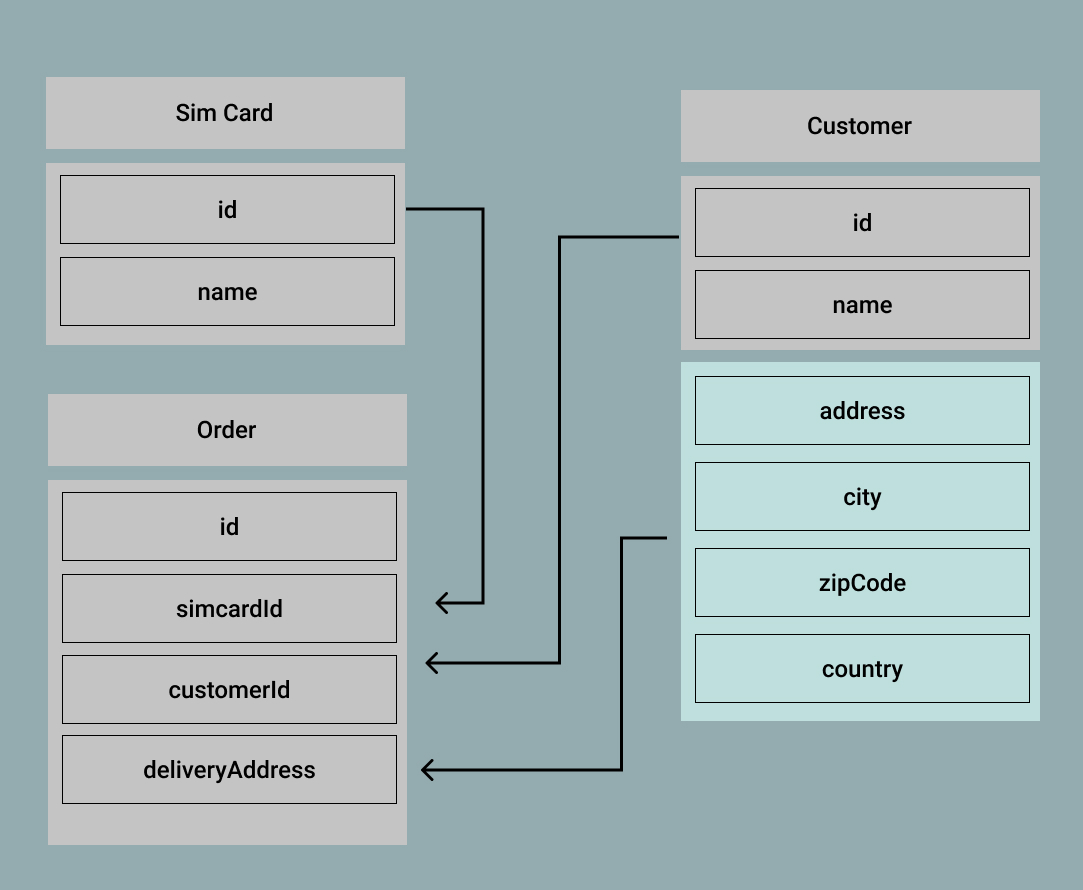 Sim Card
id
name
Order
id
simcardId
customerId
deliveryAddress
Customer
id
name
address
city
zipCode
country